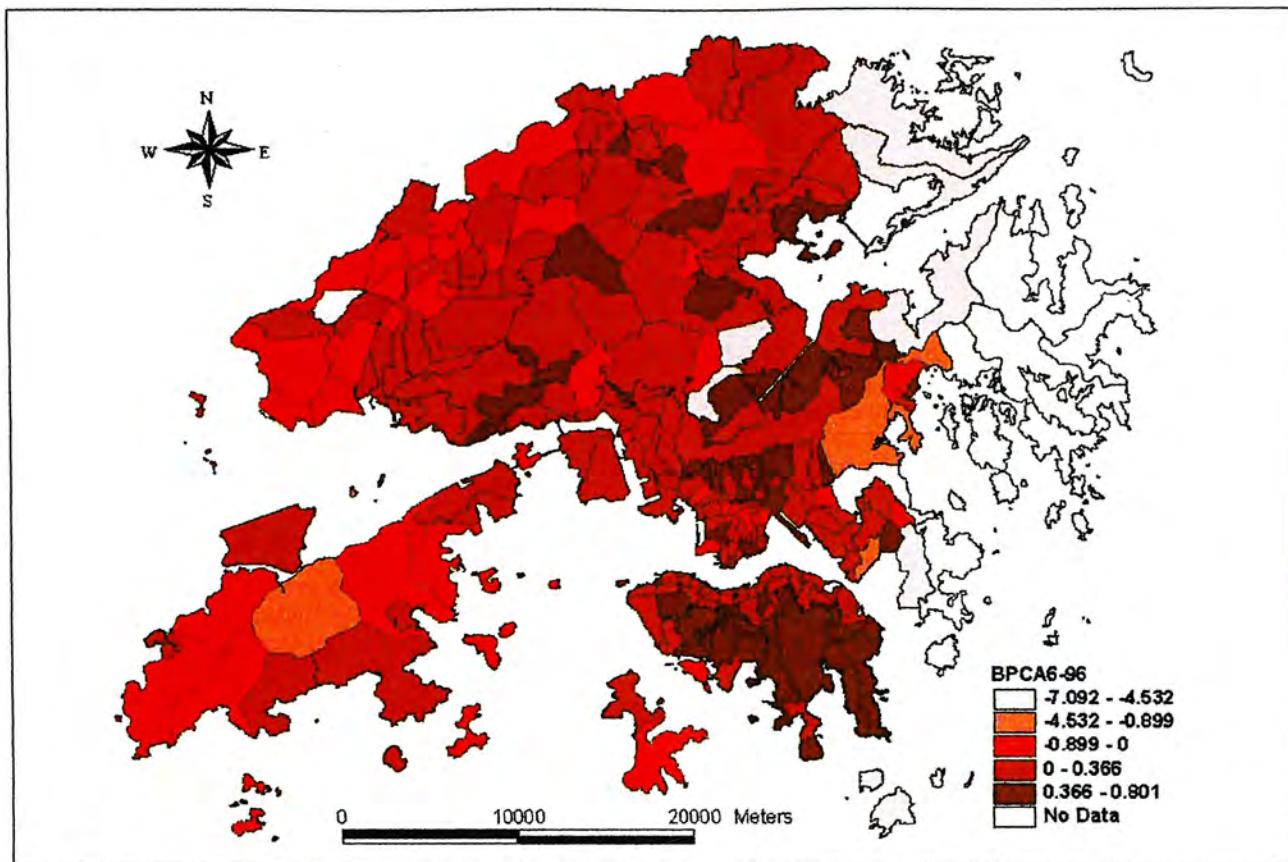 N
W E
S
BPCA6-96
-7.092 - -4.532
-4.532 - -0.899
-0.899 - 0
0 - 0.366
0.366 - 0.801
No Data
0 10000 20000 Meters